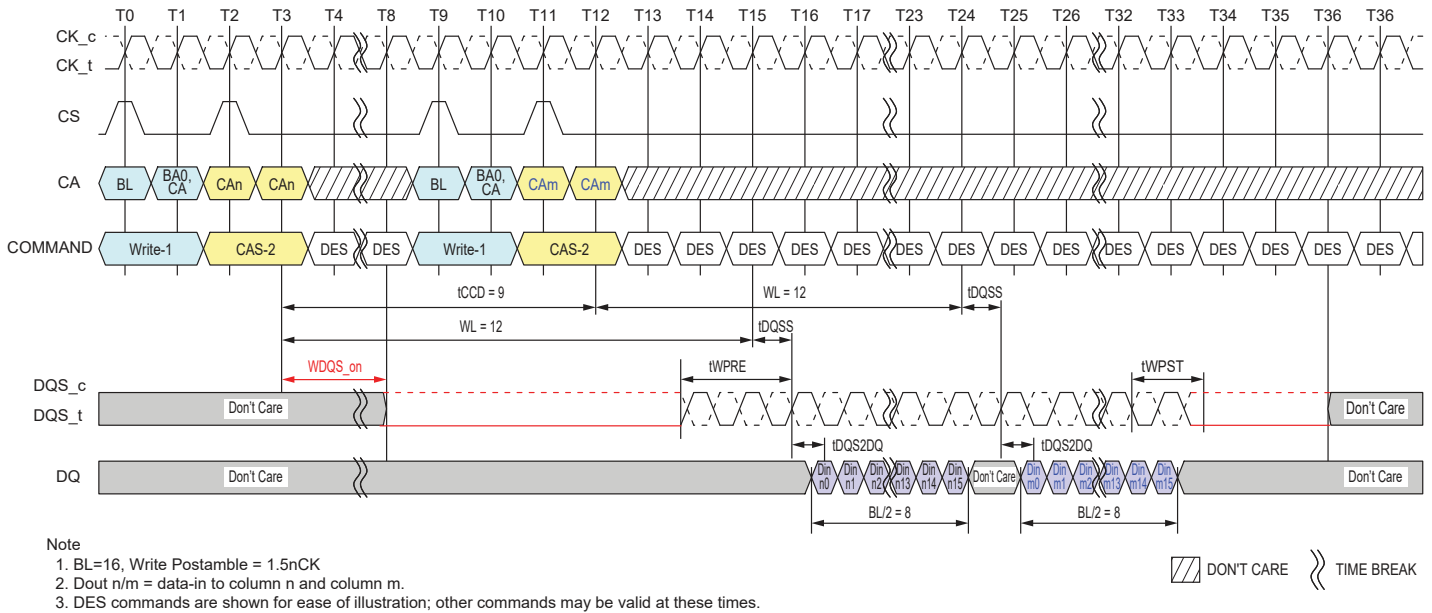 T0 T1 T2 T3 T4 T8 T9 T10 T11 T12 T13 T14 T15 T16 T17 T23 T24 T25 T26 T32 T33 T34 T35 T36 T36
CK_c
CK_t
CS
CA BL BA0, CA CAn CAn BL BA0, CA CAm CAm
COMMAND Write-1 CAS-2 DES DES Write-1 CAS-2 DES DES DES DES DES DES DES DES DES DES DES DES DES DES DES
tCCD = 9 WL = 12 tDQSS
WL = 12 tDQSS
WDQS_on tWPRE tWPST
DQS_c
DQS_t Don't Care Don't Care
tDQS2DQ tDQS2DQ
DQ Don't Care Din n0 Din n1 Din n2 Din n13 Din n14 Din n15 Don't Care Din m0 Din m1 Din m2 Din m13 Din m14 Din m15 Don't Care
BL/2 = 8 BL/2 = 8
Note
1. BL=16, Write Postamble = 1.5nCK
2. Dout n/m = data-in to column n and column m.
3. DES commands are shown for ease of illustration; other commands may be valid at these times.
DON'T CARE TIME BREAK